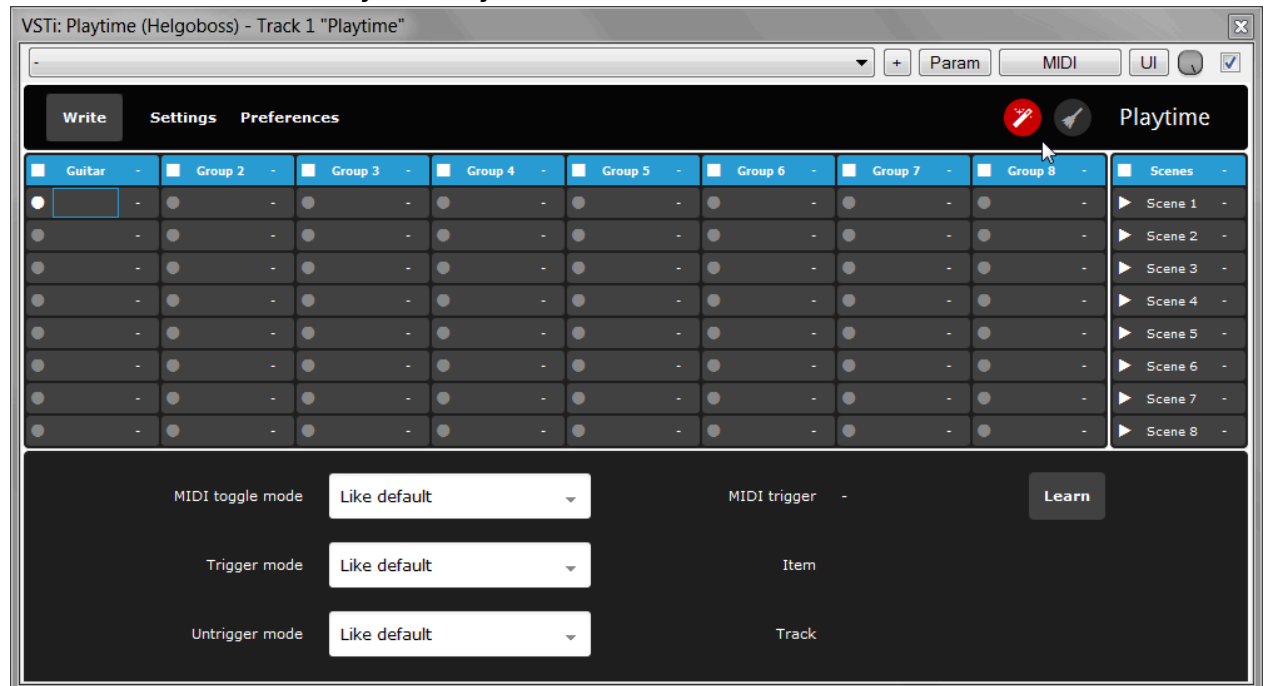 VSTi: Playtime (Helgoboss) - Track 1 "Playtime"
- + Param MIDI UI
Write Settings Preferences Playtime
Guitar - Group 2 - Group 3 - Group 4 - Group 5 - Group 6 - Group 7 - Group 8 - Scenes -
- - - - - - - - Scene 1 -
- - - - - - - - Scene 2 -
- - - - - - - - Scene 3 -
- - - - - - - - Scene 4 -
- - - - - - - - Scene 5 -
- - - - - - - - Scene 6 -
- - - - - - - - Scene 7 -
- - - - - - - - Scene 8 -
MIDI toggle mode Like default MIDI trigger - Learn
Trigger mode Like default Item
Untrigger mode Like default Track